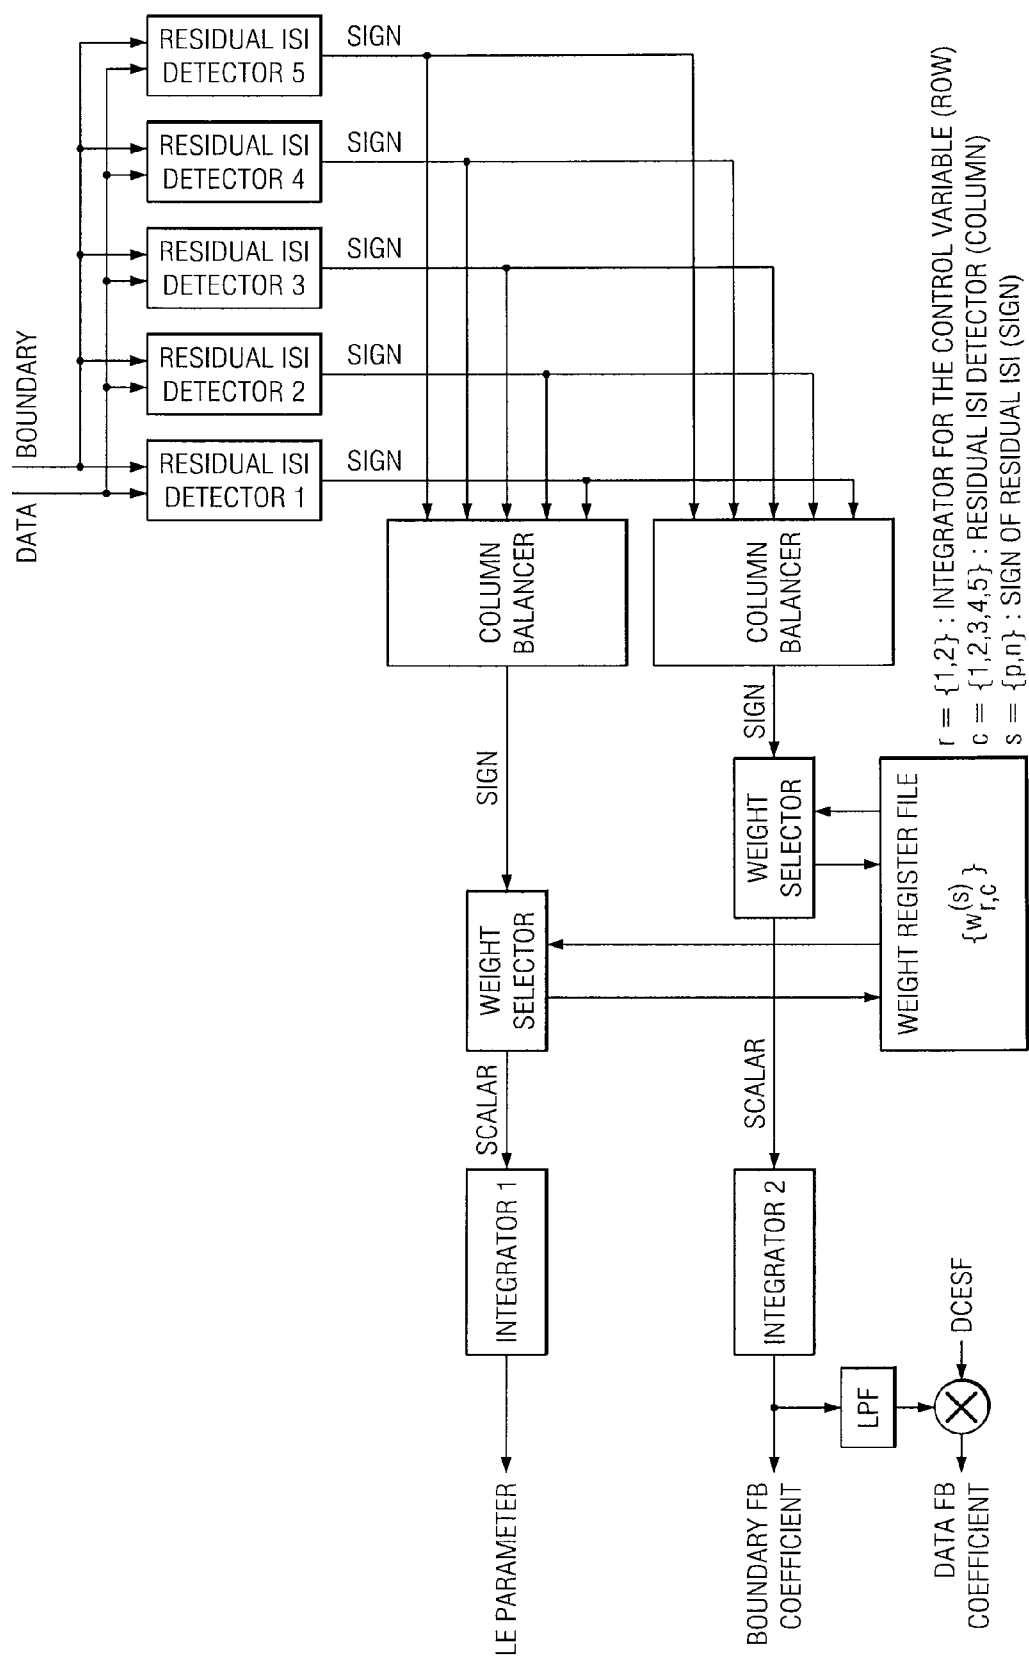 DATA
BOUNDARY
RESIDUAL ISI
DETECTOR 5
SIGN
RESIDUAL ISI
DETECTOR 4
SIGN
RESIDUAL ISI
DETECTOR 3
SIGN
RESIDUAL ISI
DETECTOR 2
SIGN
RESIDUAL ISI
DETECTOR 1
SIGN
COLUMN
BALANCER
COLUMN
BALANCER
SIGN
SIGN
WEIGHT
SELECTOR
WEIGHT
SELECTOR
WEIGHT REGISTER FILE
{w(s)r,c}
SCALAR
SCALAR
INTEGRATOR 1
INTEGRATOR 2
LE PARAMETER
BOUNDARY FB
COEFFICIENT
LPF
DCESF
DATA FB
COEFFICIENT
r = {1,2} : INTEGRATOR FOR THE CONTROL VARIABLE (ROW)
c = {1,2,3,4,5} : RESIDUAL ISI DETECTOR (COLUMN)
s = {p,n} : SIGN OF RESIDUAL ISI (SIGN)